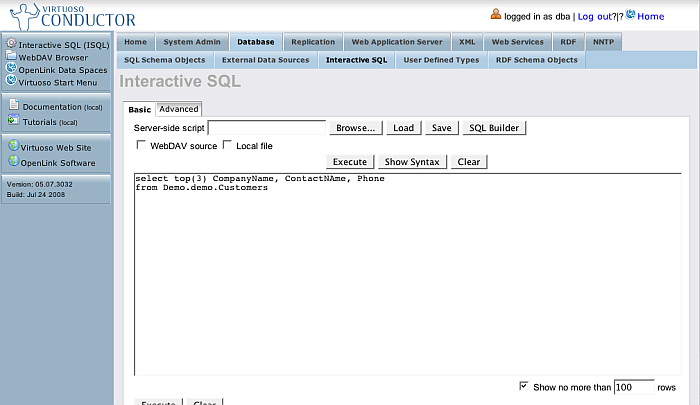 VIRTUOSO
CONDUCTOR
logged in as dba | Log out?|? Home
Interactive SQL (ISQL)
WebDAV Browser
OpenLink Data Spaces
Virtuoso Start Menu
Documentation (local)
Tutorials (local)
Virtuoso Web Site
OpenLink Software
Version: 05.07.3032
Build: Jul 24 2008
Home System Admin Database Replication Web Application Server XML Web Services RDF NNTP
SQL Schema Objects External Data Sources Interactive SQL User Defined Types RDF Schema Objects
Interactive SQL
Basic Advanced
Server-side script Browse... Load Save SQL Builder
WebDAV source Local file
Execute Show Syntax Clear
select top(3) CompanyName, ContactNAme, Phone
from Demo.demo.Customers
Show no more than 100 rows
Execute Clear